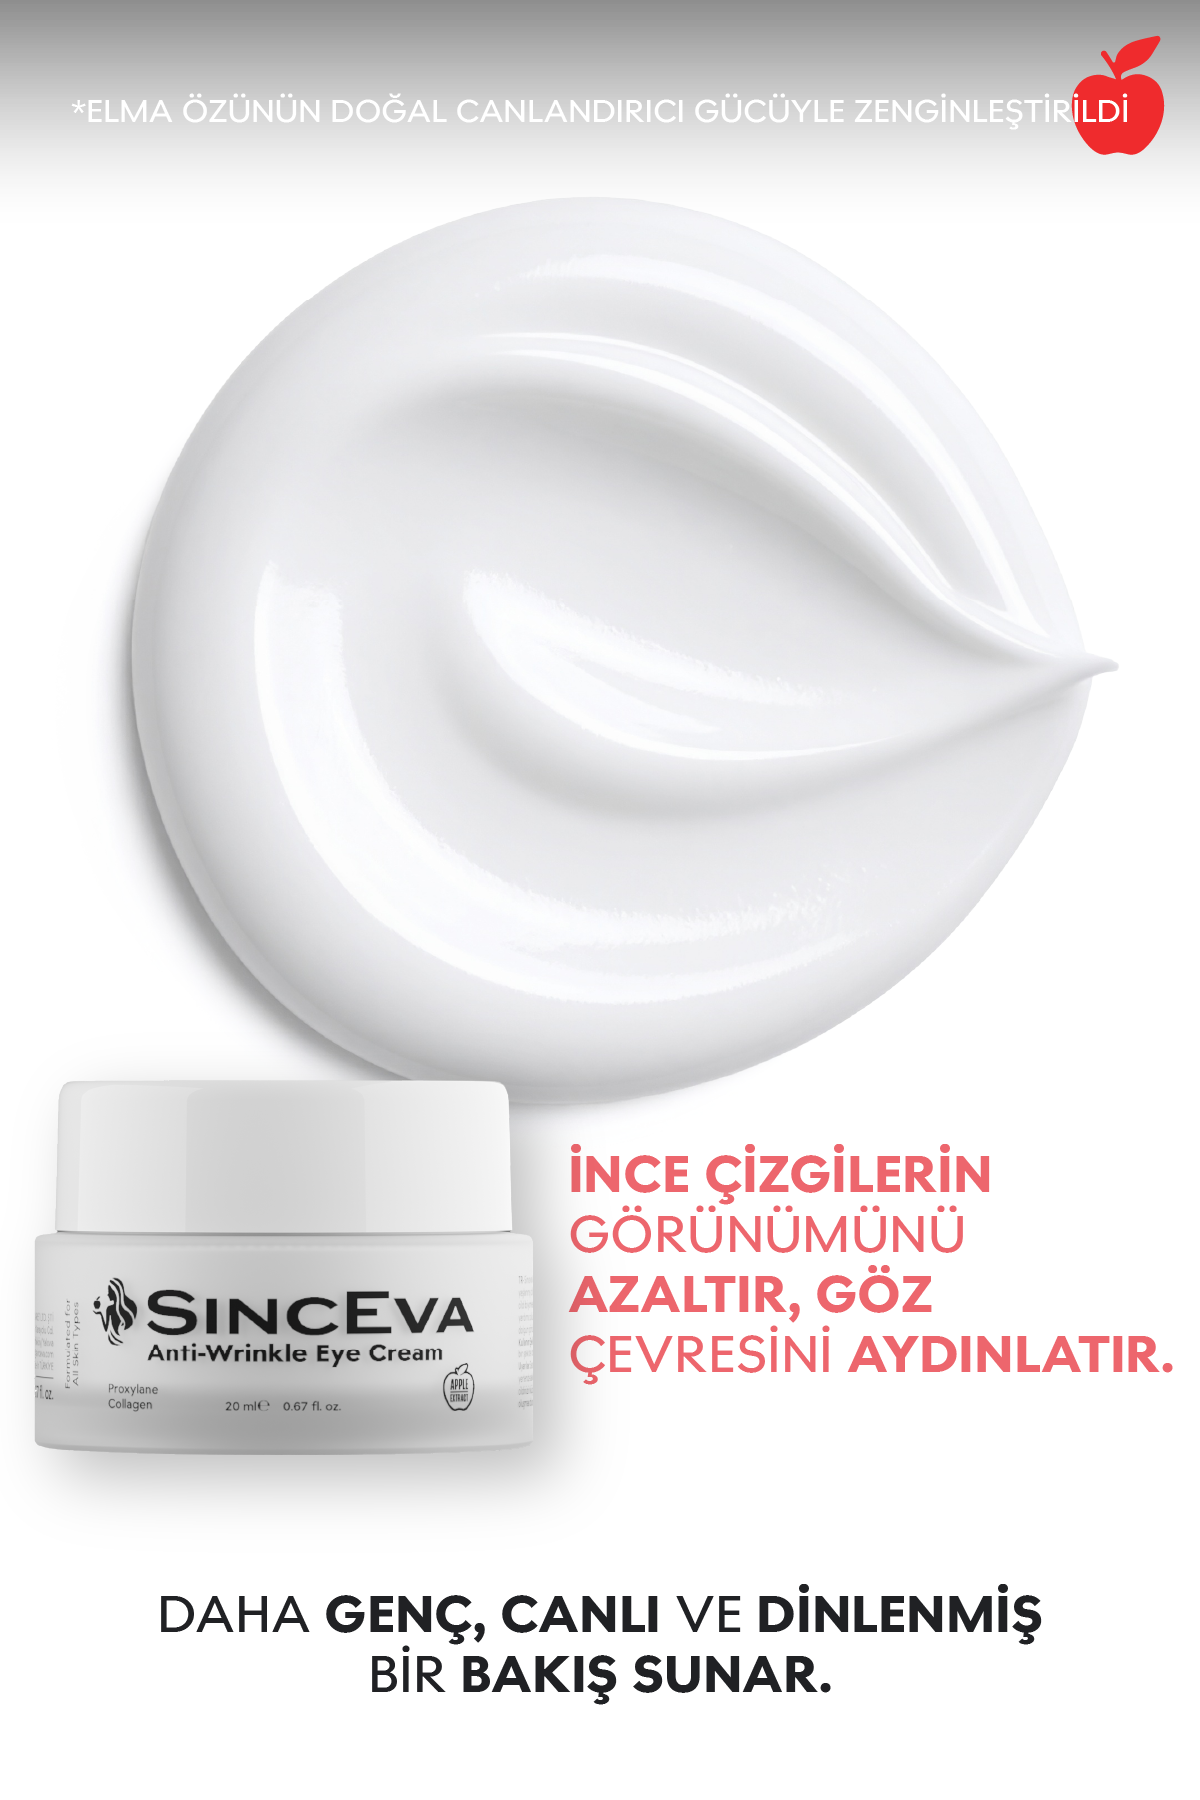 *ELMA ÖZÜNÜN DOĞAL CANLANDIRICI GÜCÜYLE ZENGİNLEŞTİRİLDİ
İNCE ÇİZGİLERİN
GÖRÜNÜMÜNÜ
AZALTIR, GÖZ
ÇEVRESİNİ AYDINLATIR.
SINCEVA
Anti-Wrinkle Eye Cream
Formuated for
All Skin Types
Proxylane
Collagen
20 ml℮ 0.67 fl. oz.
APPLE
EXTRACT
DAHA GENÇ, CANLI VE DİNLENMİŞ
BİR BAKIŞ SUNAR.